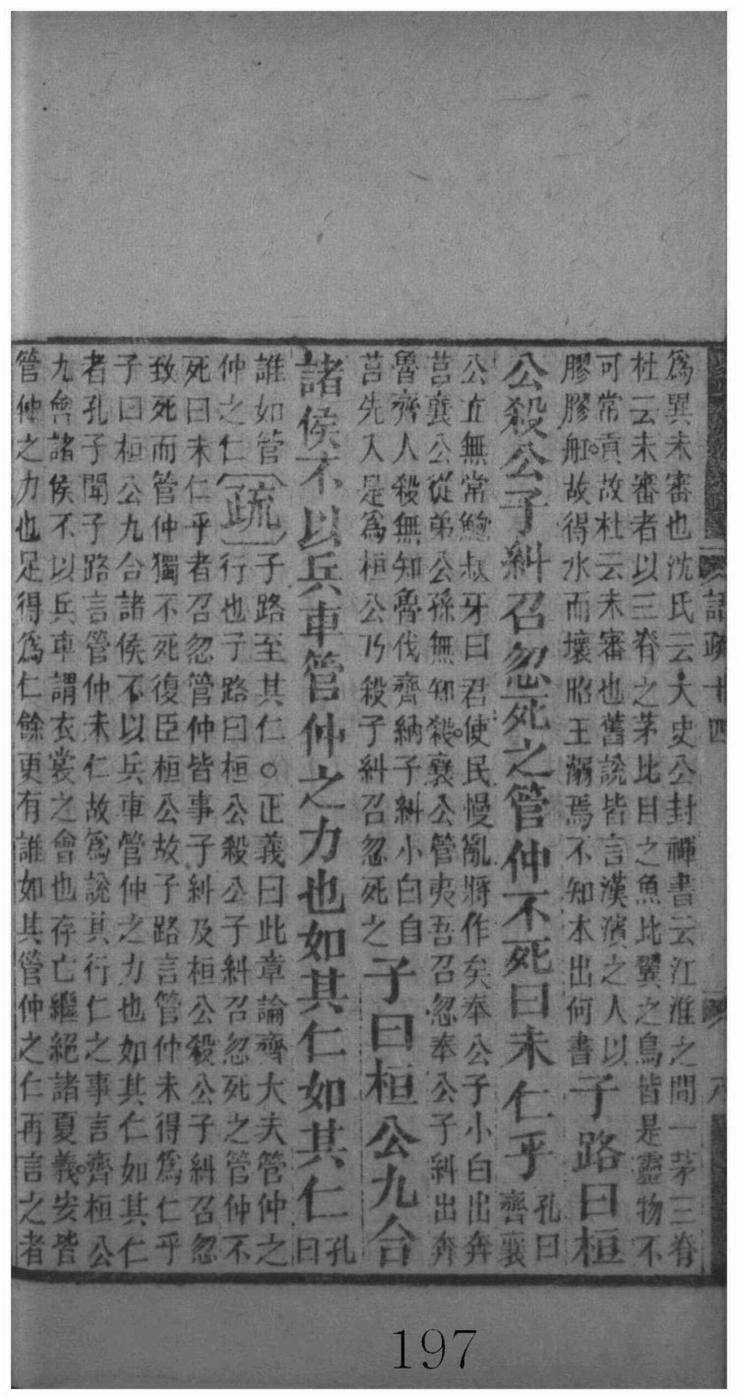 語疏十四 八
爲異未審也沈氏云大史公封禪書云江淮之間一茅三脊
杜云未審者以三脊之茅比目之魚比翼之鳥皆是靈物不
可常貢故杜云未審也舊說皆言漢濱之人以
膠膠舡故得水而壞昭王溺焉不知本出何書
子路曰桓
公殺公子糾召忽死之管仲不死曰未仁乎
孔曰
齊襄
公立無常鮑叔牙曰君使民慢亂將作矣奉公子小白出奔
莒襄公從弟公孫無知殺襄公管夷吾召忽奉公子糾出奔
魯齊人殺無知魯伐齊納子糾小白自
莒先入是爲桓公乃殺子糾召忽死之
子曰桓公九合
諸侯不以兵車管仲之力也如其仁如其仁
孔
曰
誰如管
仲之仁
疏
子路至其仁○正義曰此章論齊大夫管仲之
行也子路曰桓公殺公子糾召忽死之管仲不
死曰未仁乎者召忽管仲皆事子糾及桓公殺公子糾召忽
致死而管仲獨不死復臣桓公故子路言管仲未得爲仁乎
子曰桓公九合諸侯不以兵車管仲之力也如其仁如其仁
者孔子聞子路言管仲未仁故爲說其行仁之事言齊桓公
九會諸侯不以兵車謂衣裳之會也存亡繼絕諸夏義安皆
管仲之力也足得爲仁餘更有誰如其管仲之仁再言之者
197